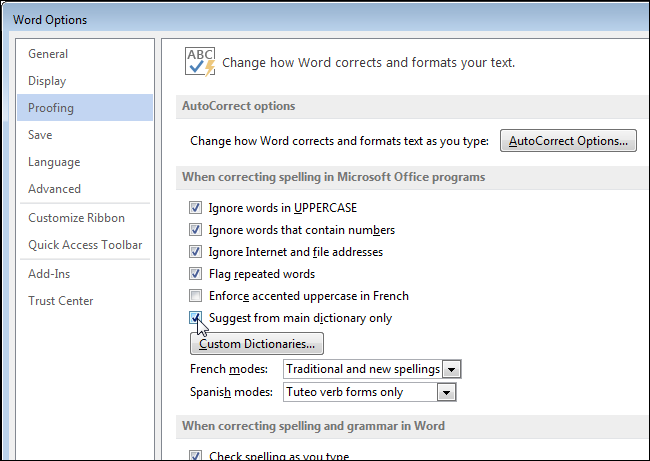 Word Options
General
Display
Proofing
Save
Language
Advanced
Customize Ribbon
Quick Access Toolbar
Add-Ins
Trust Center
ABC
Change how Word corrects and formats your text.
AutoCorrect options
Change how Word corrects and formats text as you type: AutoCorrect Options...
When correcting spelling in Microsoft Office programs
Ignore words in UPPERCASE
Ignore words that contain numbers
Ignore Internet and file addresses
Flag repeated words
Enforce accented uppercase in French
Suggest from main dictionary only
Custom Dictionaries...
French modes: Traditional and new spellings
Spanish modes: Tuteo verb forms only
When correcting spelling and grammar in Word
Check spelling as you type